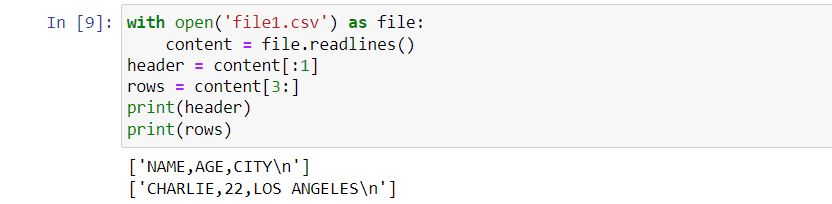 In [9]: with open('file1.csv') as file:
    content = file.readlines()
header = content[:1]
rows = content[3:]
print(header)
print(rows)
['NAME,AGE,CITY\n']
['CHARLIE,22,LOS ANGELES\n']